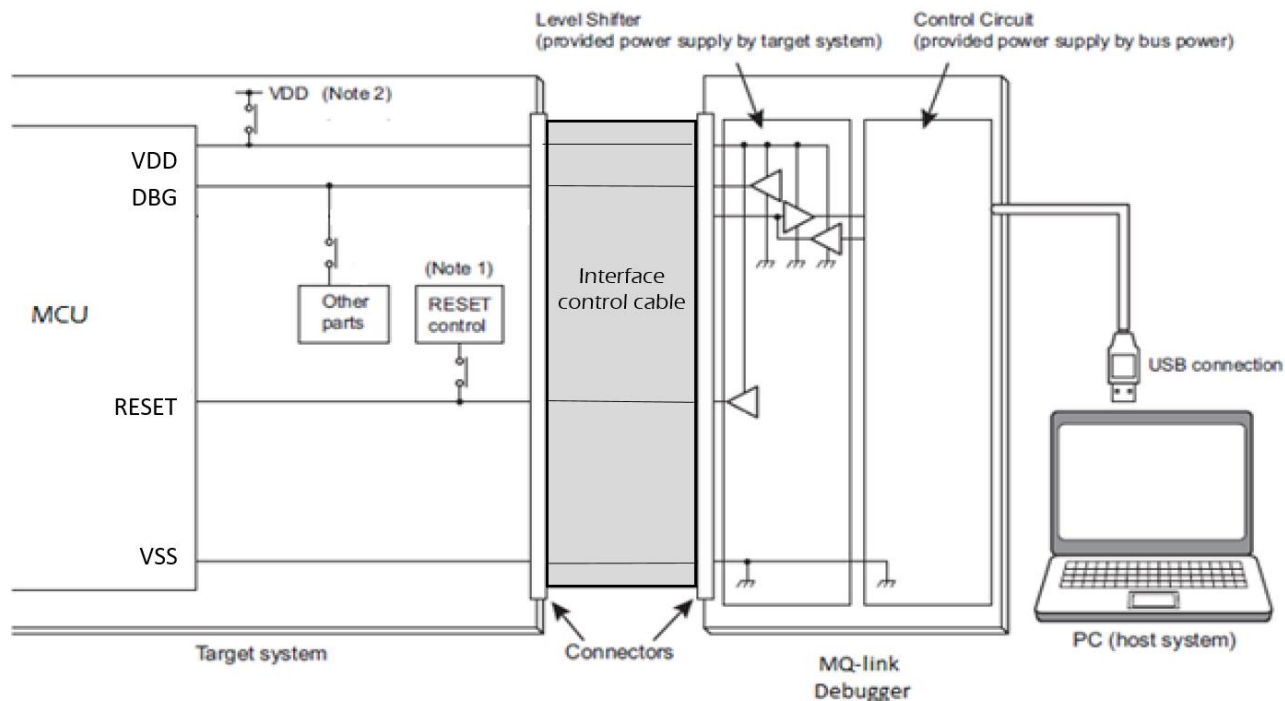 Level Shifter
(provided power supply by target system)
Control Circuit
(provided power supply by bus power)
VDD (Note 2)
VDD
DBG
(Note 1)
Other
parts
RESET
control
MCU
Interface
control cable
RESET
USB connection
VSS
Target system
Connectors
MQ-link
Debugger
PC (host system)